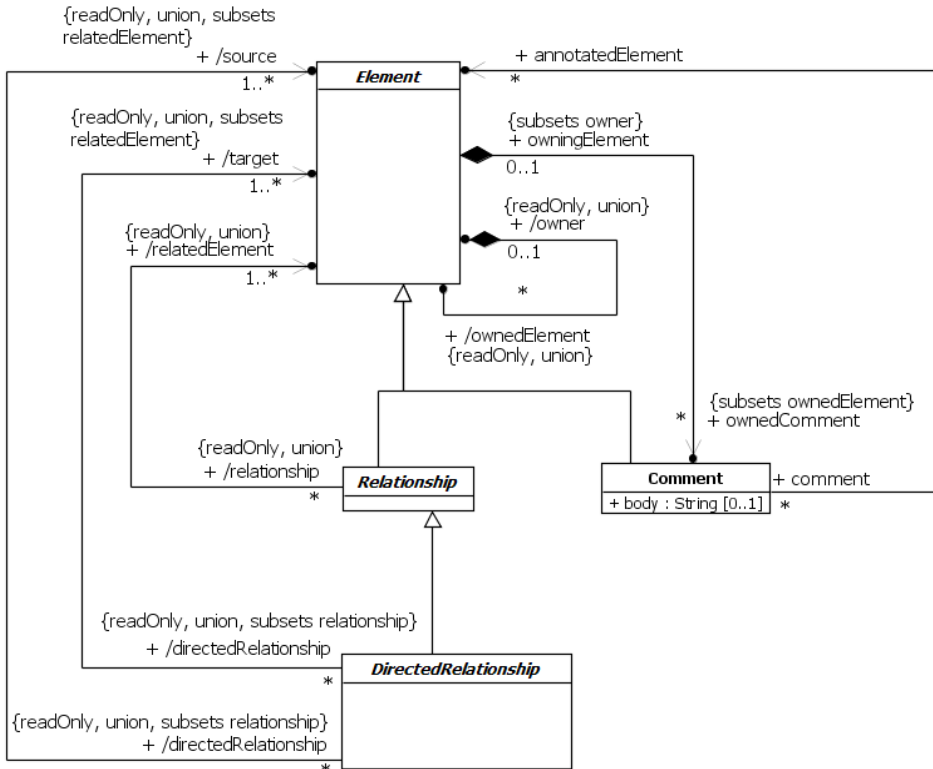 {readOnly, union, subsets
relatedElement}
+ /source
1..*
Element
+ annotatedElement
*
{readOnly, union, subsets
relatedElement}
+ /target
1..*
{subsets owner}
+ owningElement
0..1
{readOnly, union}
+ /owner
0..1
{readOnly, union}
+ /relatedElement
1..*
*
+ /ownedElement
{readOnly, union}
{subsets ownedElement}
+ ownedComment
*
{readOnly, union}
+ /relationship
*
Relationship
Comment
+ body : String [0..1]
+ comment
*
{readOnly, union, subsets relationship}
+ /directedRelationship
*
DirectedRelationship
{readOnly, union, subsets relationship}
+ /directedRelationship
*